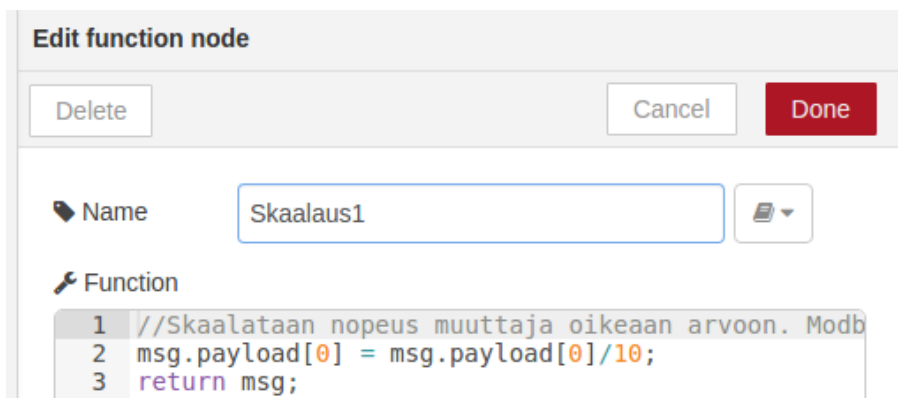 Edit function node
Delete Cancel Done
Name Skaalaus1
Function
1 //Skaalataan nopeus muuttaja oikeaan arvoon. Modb
2 msg.payload[0] = msg.payload[0]/10;
3 return msg;